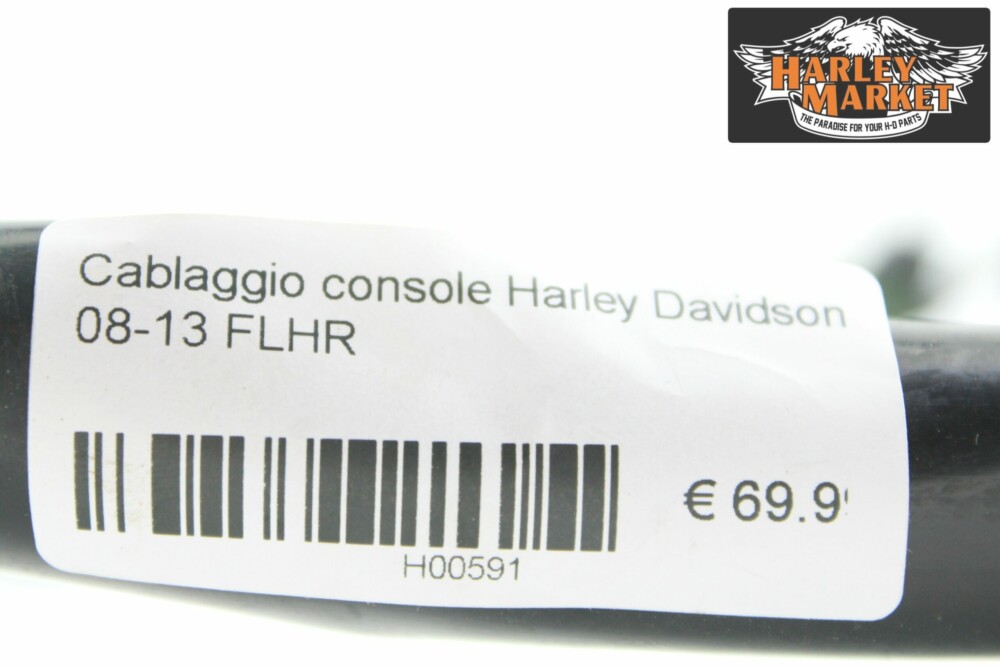 HARLEY
MARKET
THE PARADISE FOR YOUR H-D PARTS
Cablaggio console Harley Davidson
08-13 FLHR
€ 69.9
H00591